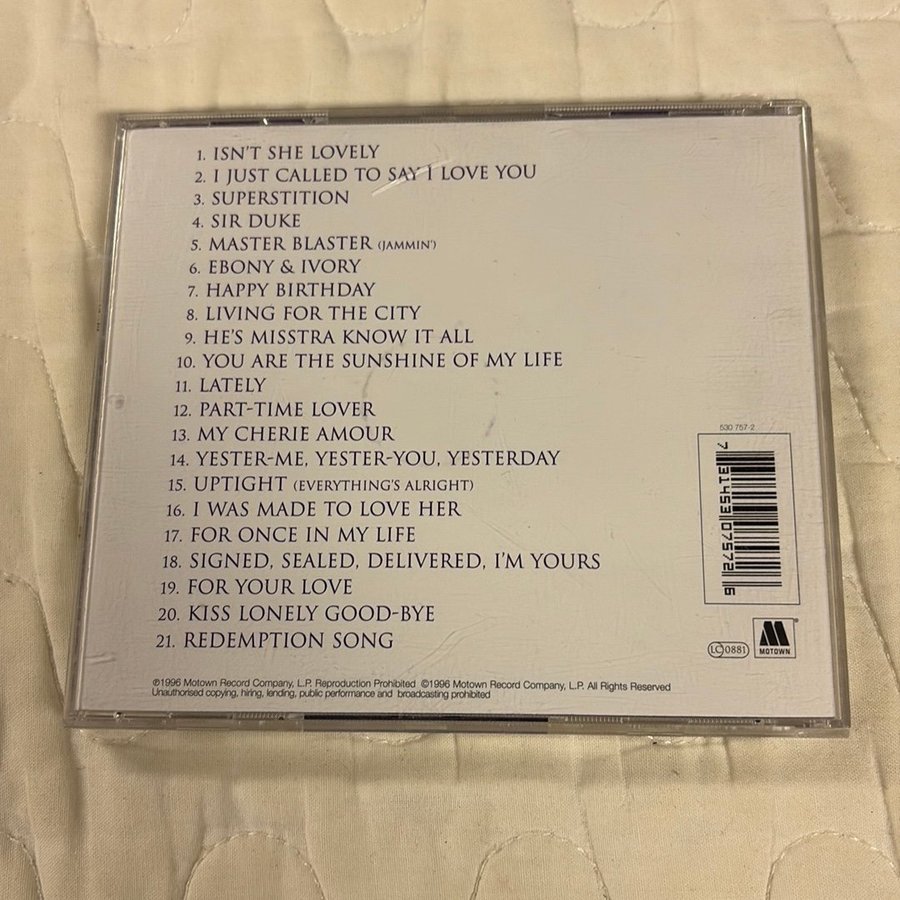 1. ISN'T SHE LOVELY
2. I JUST CALLED TO SAY I LOVE YOU
3. SUPERSTITION
4. SIR DUKE
5. MASTER BLASTER (JAMMIN')
6. EBONY & IVORY
7. HAPPY BIRTHDAY
8. LIVING FOR THE CITY
9. HE'S MISSTRA KNOW IT ALL
10. YOU ARE THE SUNSHINE OF MY LIFE
11. LATELY
12. PART-TIME LOVER
13. MY CHERIE AMOUR
14. YESTER-ME, YESTER-YOU, YESTERDAY
15. UPTIGHT (EVERYTHING'S ALRIGHT)
16. I WAS MADE TO LOVE HER
17. FOR ONCE IN MY LIFE
18. SIGNED, SEALED, DELIVERED, I'M YOURS
19. FOR YOUR LOVE
20. KISS LONELY GOOD-BYE
21. REDEMPTION SONG
530 757-2
7 31453 07572 6
LC 0881
M
MOTOWN®
℗1996 Motown Record Company, L.P. Reproduction Prohibited ©1996 Motown Record Company, L.P. All Rights Reserved
Unauthorised copying, hiring, lending, public performance and broadcasting prohibited